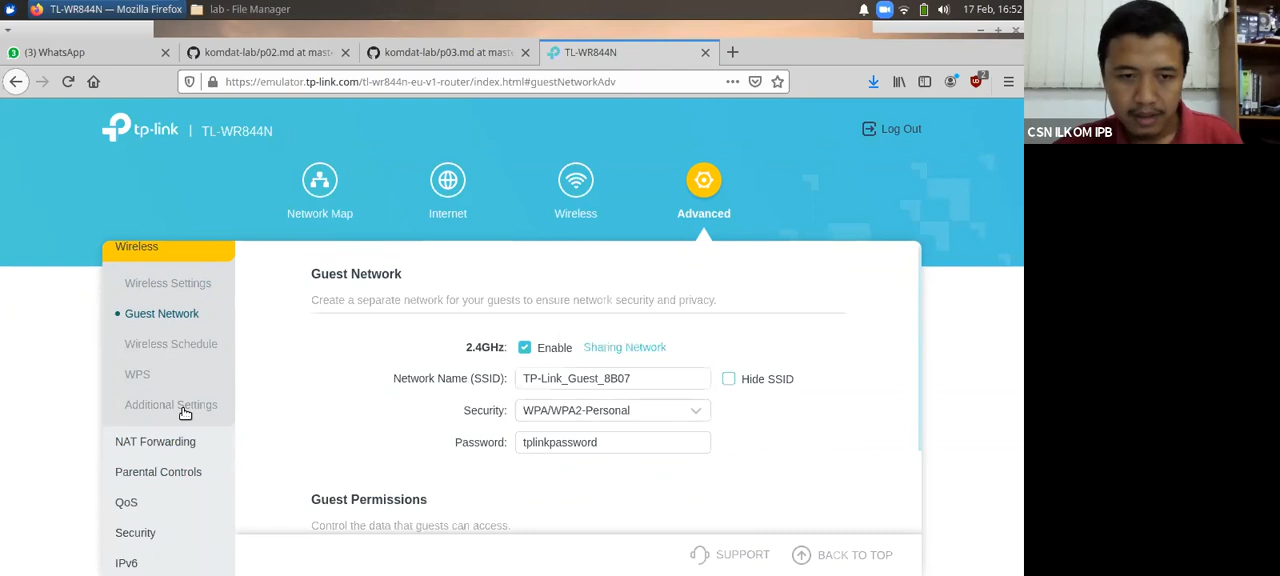 TL-WR844N — Mozilla Firefox
lab - File Manager
17 Feb, 16:52
(3) WhatsApp
komdat-lab/p02.md at mast
komdat-lab/p03.md at mast
TL-WR844N
https://emulator.tp-link.com/tl-wr844n-eu-v1-router/index.html#guestNetworkAdv
2
tp-link | TL-WR844N
Log Out
CSN ILKOM IPB
Network Map
Internet
Wireless
Advanced
Wireless
Wireless Settings
Guest Network
Wireless Schedule
WPS
Additional Settings
NAT Forwarding
Parental Controls
QoS
Security
IPv6
Guest Network
Create a separate network for your guests to ensure network security and privacy.
2.4GHz: Enable Sharing Network
Network Name (SSID): TP-Link_Guest_8B07 Hide SSID
Security: WPA/WPA2-Personal
Password: tplinkpassword
Guest Permissions
Control the data that guests can access.
SUPPORT
BACK TO TOP